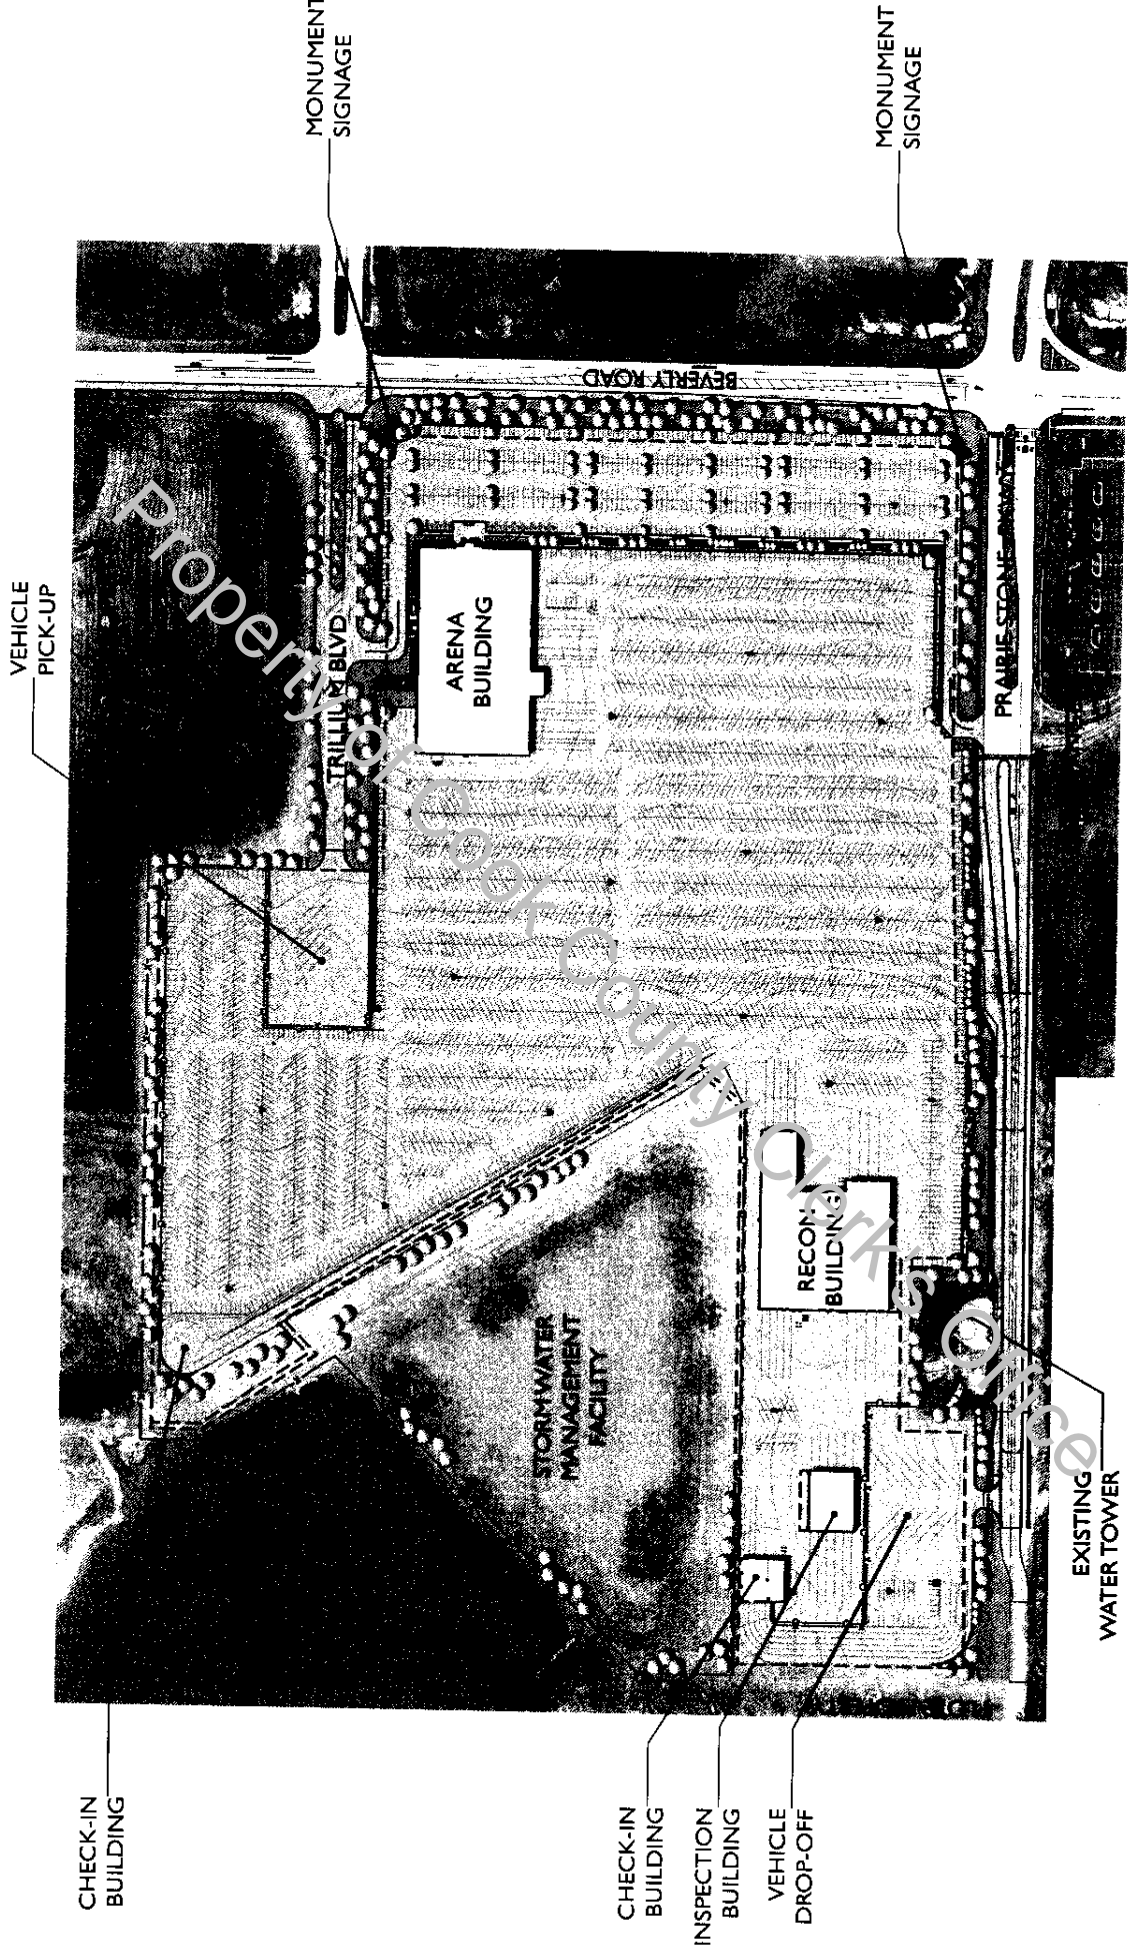 MONUMENT
SIGNAGE
MONUMENT
SIGNAGE
BEVERLY ROAD
VEHICLE
PICK-UP
TRILLIUM BLVD
ARENA
BUILDING
PRAIRIE STONE
RECON
BUILDING
STORMWATER
MANAGEMENT
FACILITY
EXISTING
WATER TOWER
CHECK-IN
BUILDING
CHECK-IN
BUILDING
INSPECTION
BUILDING
VEHICLE
DROP-OFF
Property of Cook County Clerk's Office